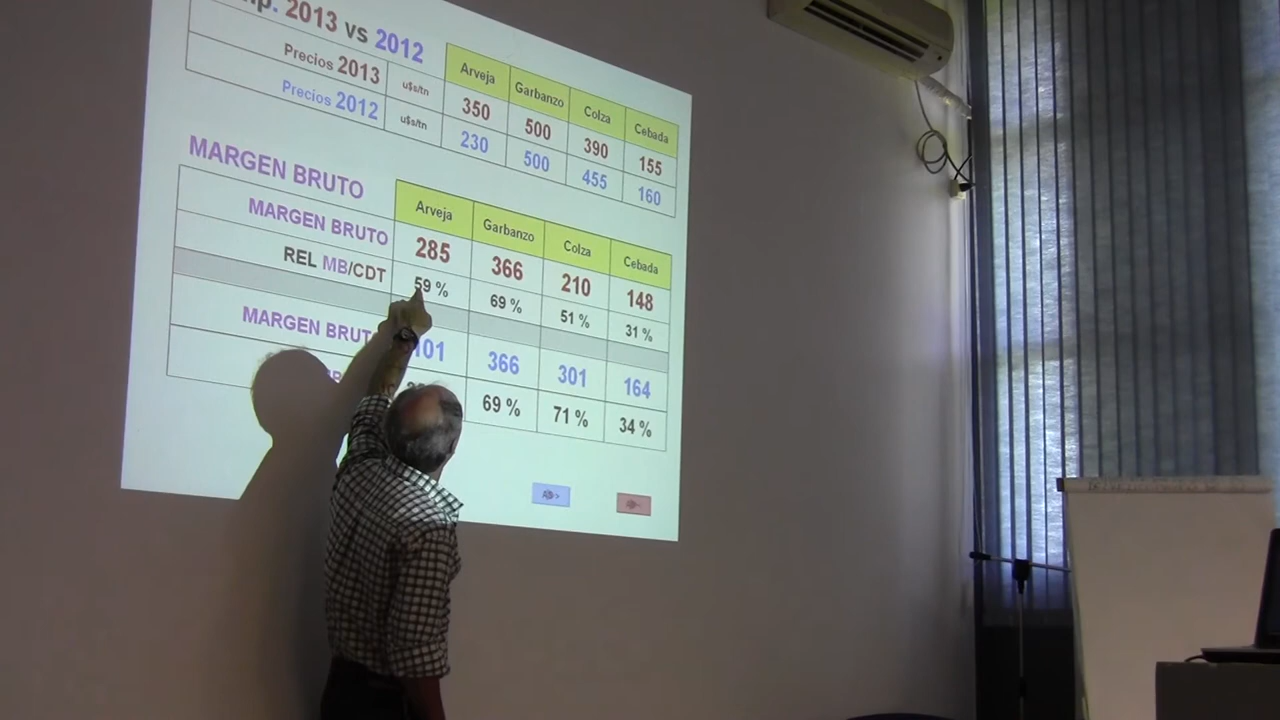 2013 vs 2012
Arveja Garbanzo Colza Cebada
Precios 2013 u$s/tn 350 500 390 155
Precios 2012 u$s/tn 230 500 455 160
MARGEN BRUTO
Arveja Garbanzo Colza Cebada
MARGEN BRUTO 285 366 210 148
REL MB/CDT 59 % 69 % 51 % 31 %
MARGEN BRUT 101 366 301 164
69 % 71 % 34 %